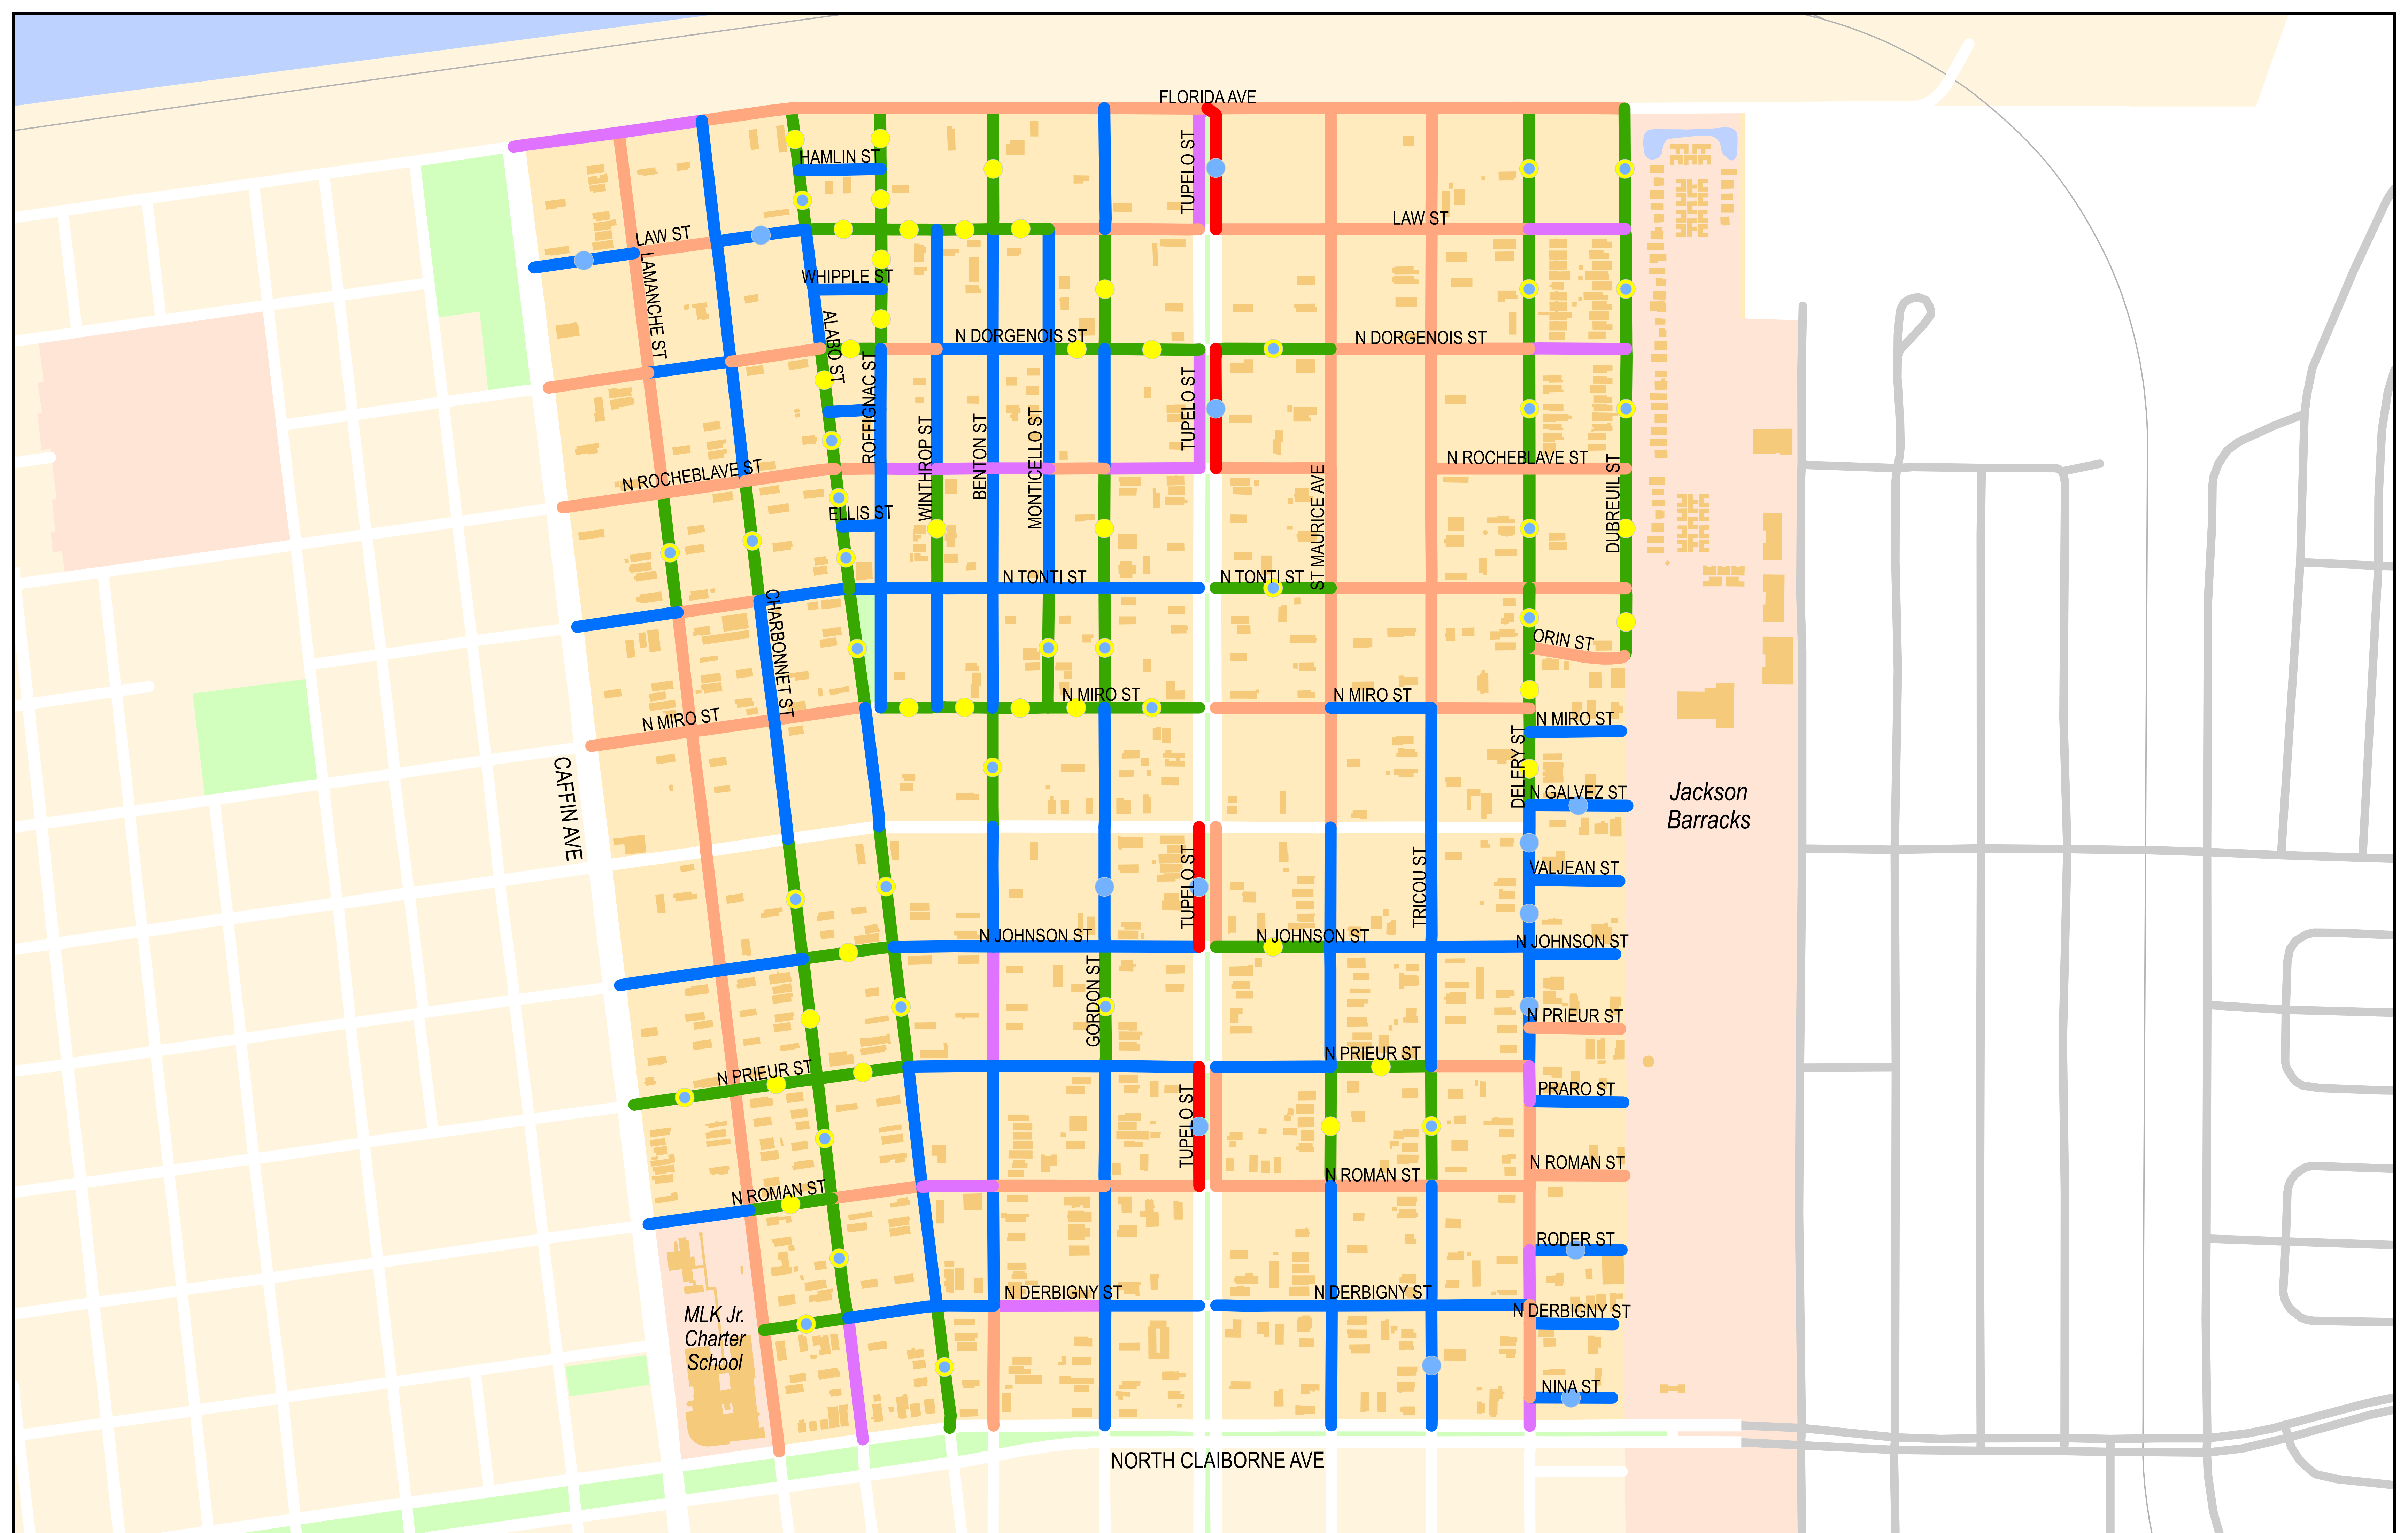 FLORIDA AVE
HAMLIN ST
TUPELO ST
LAW ST
LAW ST
LAMANCHE ST
WHIPPLE ST
ALABO ST
N DORGENOIS ST
N DORGENOIS ST
ROFFIGNAC ST
TUPELO ST
WINTHROP ST
BENTON ST
MONTICELLO ST
N ROCHEBLAVE ST
N ROCHEBLAVE ST
ST MAURICE AVE
DUBREUIL ST
ELLIS ST
N TONTI ST
N TONTI ST
CHARBONNET ST
ORIN ST
N MIRO ST
N MIRO ST
N MIRO ST
N MIRO ST
CAFFIN AVE
DELERY ST
N GALVEZ ST
Jackson
Barracks
TUPELO ST
TRICOU ST
VALJEAN ST
N JOHNSON ST
N JOHNSON ST
N JOHNSON ST
GORDON ST
N PRIEUR ST
N PRIEUR ST
N PRIEUR ST
PRARO ST
TUPELO ST
N ROMAN ST
N ROMAN ST
N ROMAN ST
RODER ST
N DERBIGNY ST
N DERBIGNY ST
N DERBIGNY ST
MLK Jr.
Charter
School
NINA ST
NORTH CLAIBORNE AVE